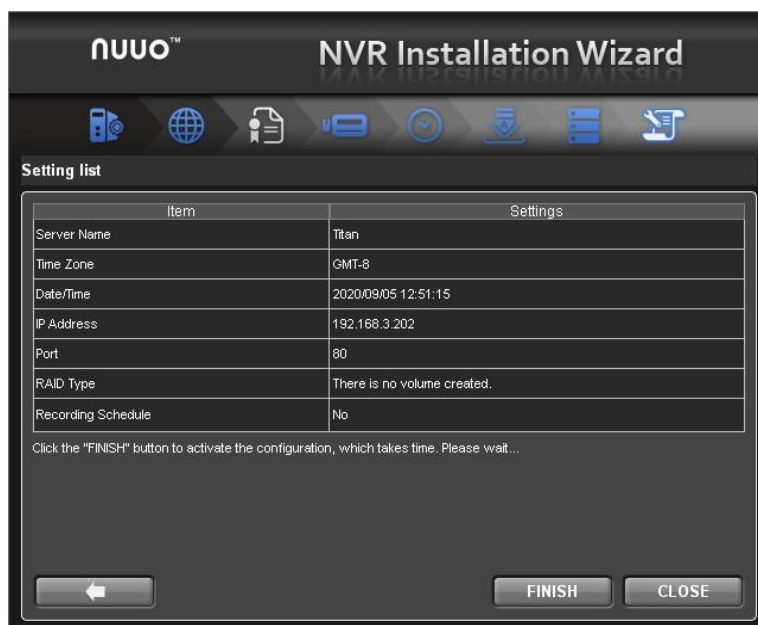 nuuo™
NVR Installation Wizard
Setting list
Item Settings
Server Name Titan
Time Zone GMT-8
Date/Time 2020/09/05 12:51:15
IP Address 192.168.3.202
Port 80
RAID Type There is no volume created.
Recording Schedule No
Click the "FINISH" button to activate the configuration, which takes time. Please wait...
FINISH CLOSE